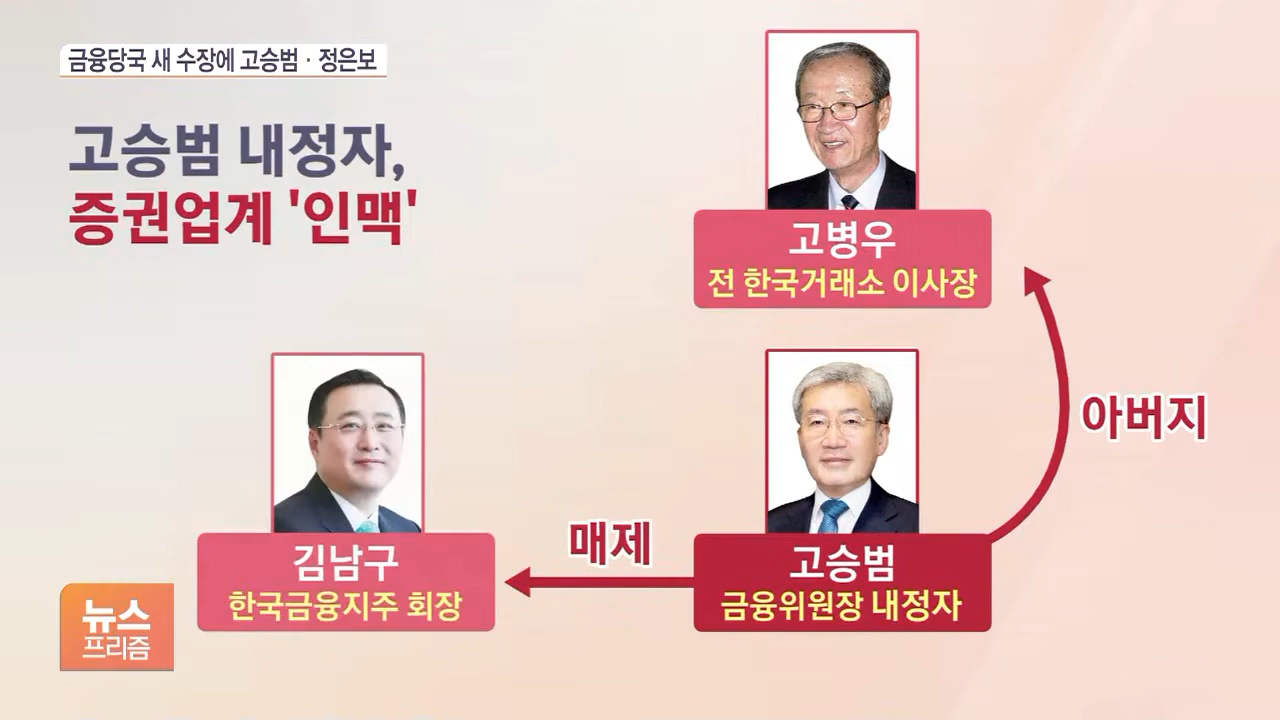 금융당국 새 수장에 고승범·정은보
고승범 내정자,
증권업계 '인맥'
고병우
전 한국거래소 이사장
아버지
매제
김남구
한국금융지주 회장
고승범
금융위원장 내정자
뉴스
프리즘